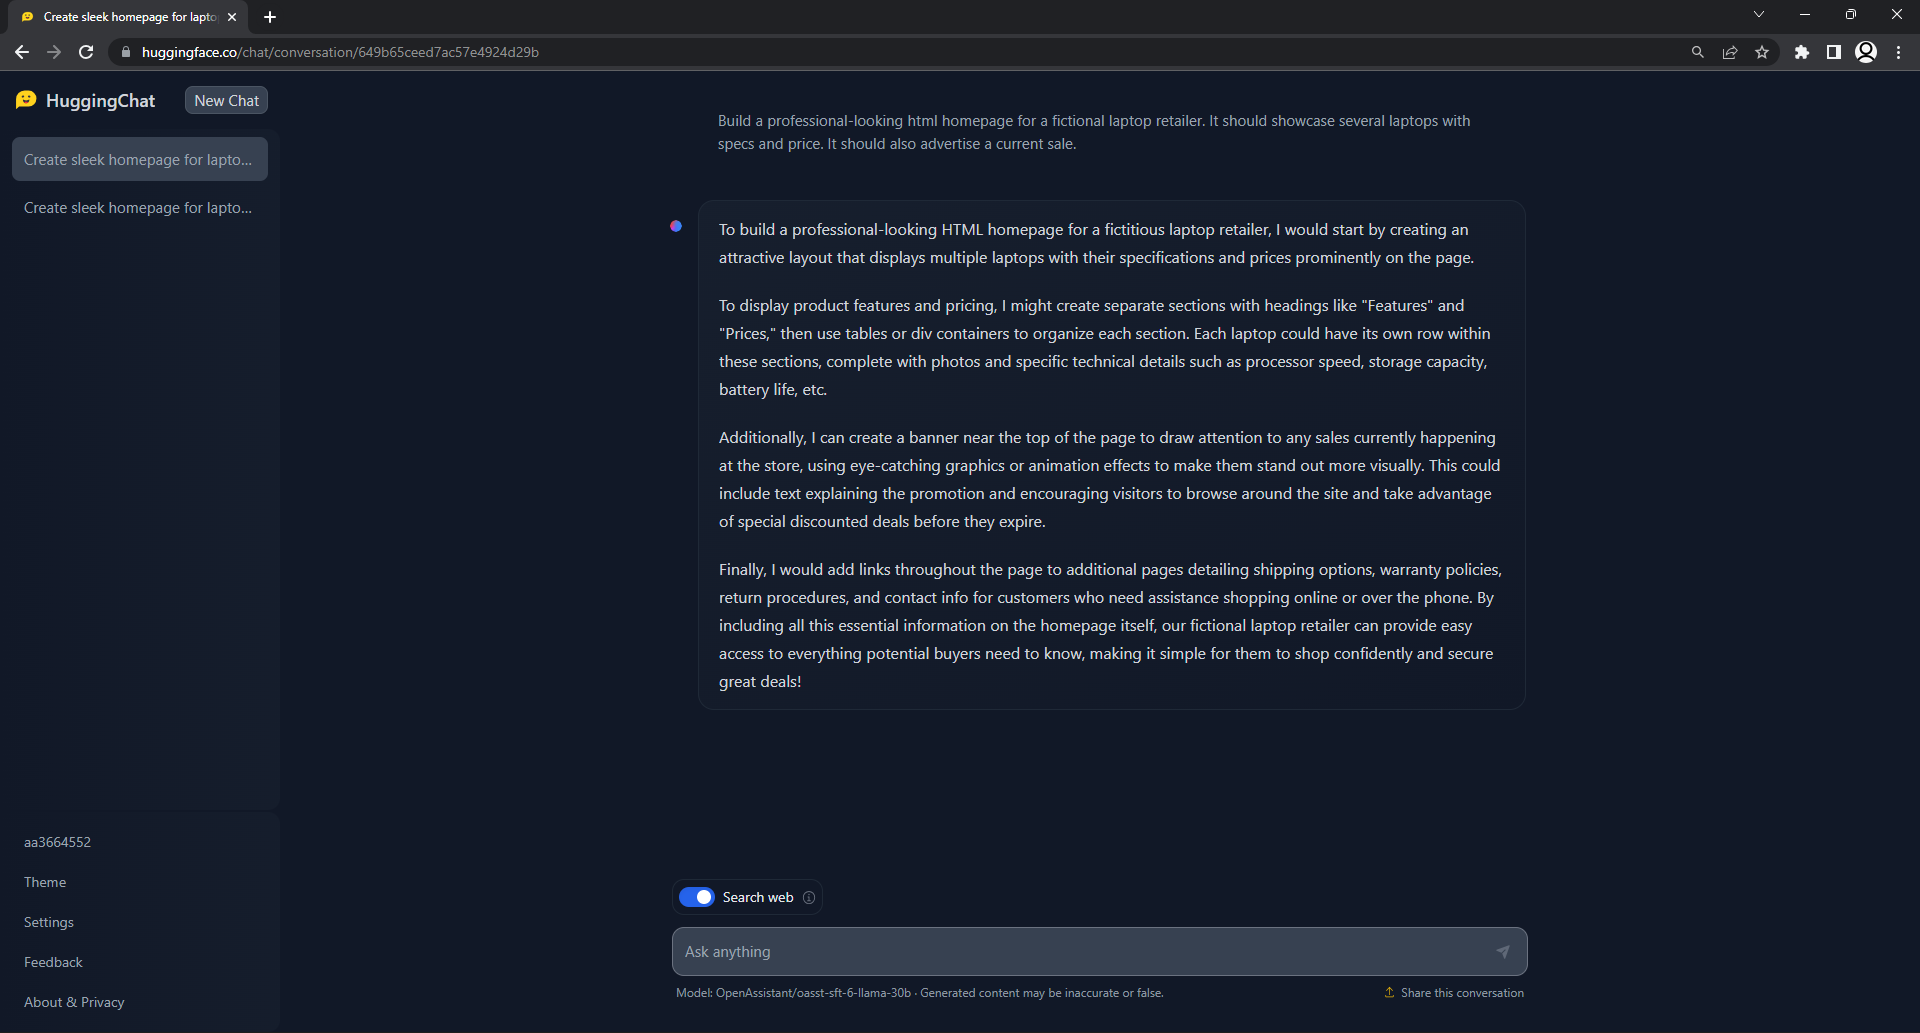 Create sleek homepage for lapto
huggingface.co/chat/conversation/649b65ceed7ac57e4924d29b
HuggingChat
New Chat
Create sleek homepage for lapto...
Create sleek homepage for lapto...
aa3664552
Theme
Settings
Feedback
About & Privacy
Build a professional-looking html homepage for a fictional laptop retailer. It should showcase several laptops with
specs and price. It should also advertise a current sale.
To build a professional-looking HTML homepage for a fictitious laptop retailer, I would start by creating an
attractive layout that displays multiple laptops with their specifications and prices prominently on the page.
To display product features and pricing, I might create separate sections with headings like "Features" and
"Prices," then use tables or div containers to organize each section. Each laptop could have its own row within
these sections, complete with photos and specific technical details such as processor speed, storage capacity,
battery life, etc.
Additionally, I can create a banner near the top of the page to draw attention to any sales currently happening
at the store, using eye-catching graphics or animation effects to make them stand out more visually. This could
include text explaining the promotion and encouraging visitors to browse around the site and take advantage
of special discounted deals before they expire.
Finally, I would add links throughout the page to additional pages detailing shipping options, warranty policies,
return procedures, and contact info for customers who need assistance shopping online or over the phone. By
including all this essential information on the homepage itself, our fictional laptop retailer can provide easy
access to everything potential buyers need to know, making it simple for them to shop confidently and secure
great deals!
Search web
Ask anything
Model: OpenAssistant/oasst-sft-6-llama-30b · Generated content may be inaccurate or false.
Share this conversation